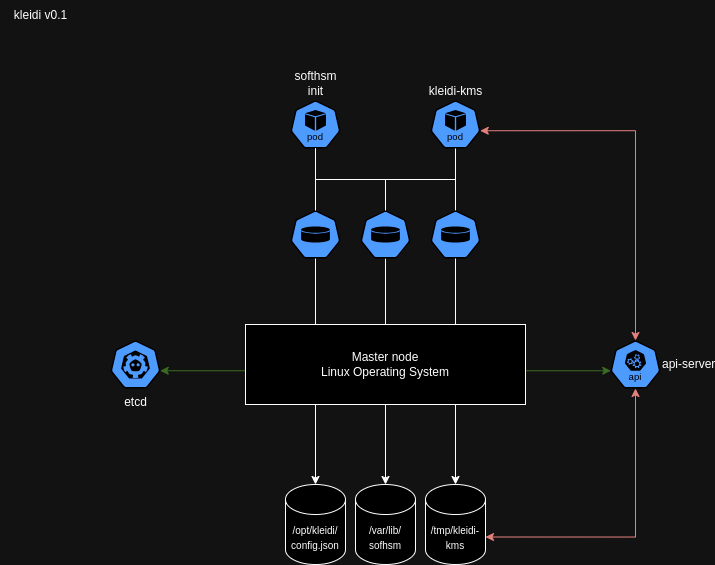 kleidi v0.1
softhsm
init
kleidi-kms
pod
pod
Master node
Linux Operating System
etcd
api
api-server
/opt/kleidi/
config.json
/var/lib/
sofhsm
/tmp/kleidi-
kms